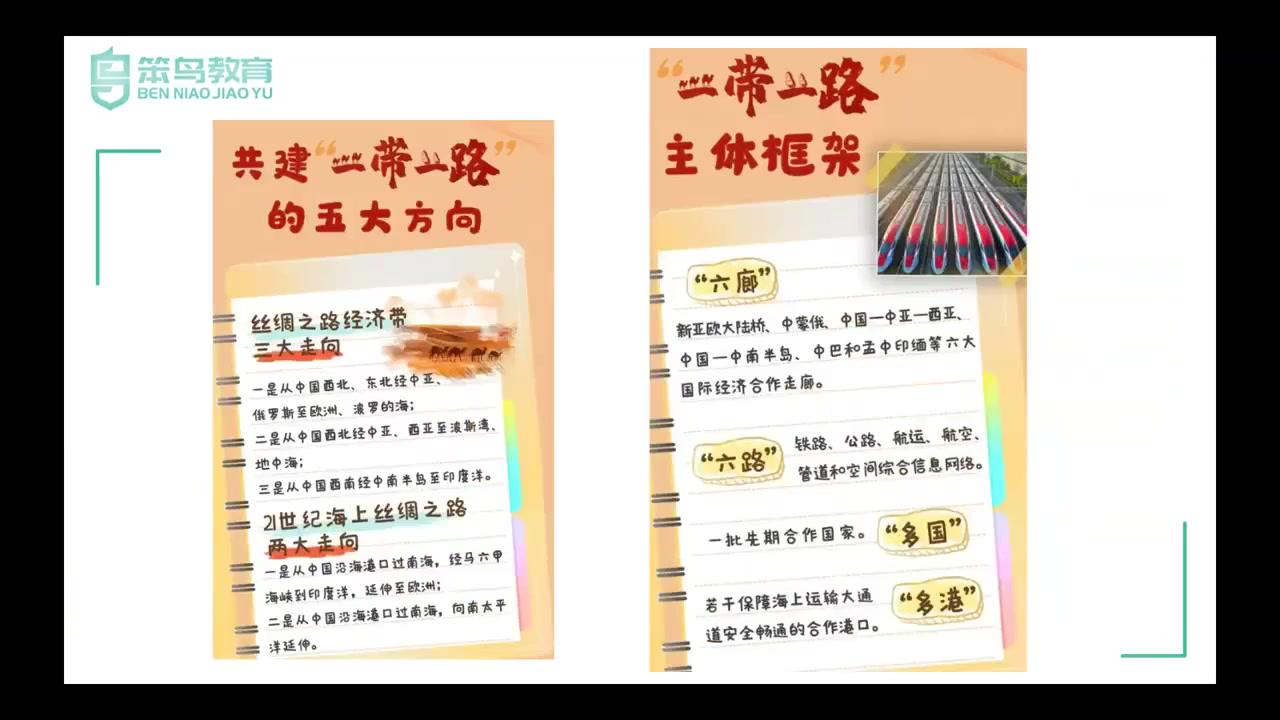 笨鸟教育
BEN NIAO JIAO YU
共建“一带一路”
的五大方向
丝绸之路经济带
三大走向
一是从中国西北、东北经中亚、
俄罗斯至欧洲、波罗的海；
二是从中国西北经中亚、西亚至波斯湾、
地中海；
三是从中国西南经中南半岛至印度洋。
21世纪海上丝绸之路
两大走向
一是从中国沿海港口过南海，经马六甲
海峡到印度洋，延伸至欧洲；
二是从中国沿海港口过南海，向南太平
洋延伸。
“一带一路”
主体框架
“六廊”
新亚欧大陆桥、中蒙俄、中国一中亚一西亚、
中国一中南半岛、中巴和孟中印缅等六大
国际经济合作走廊。
“六路”
铁路、公路、航运、航空、
管道和空间综合信息网络。
一批先期合作国家。
“多国”
若干保障海上运输大通
道安全畅通的合作港口。
“多港”